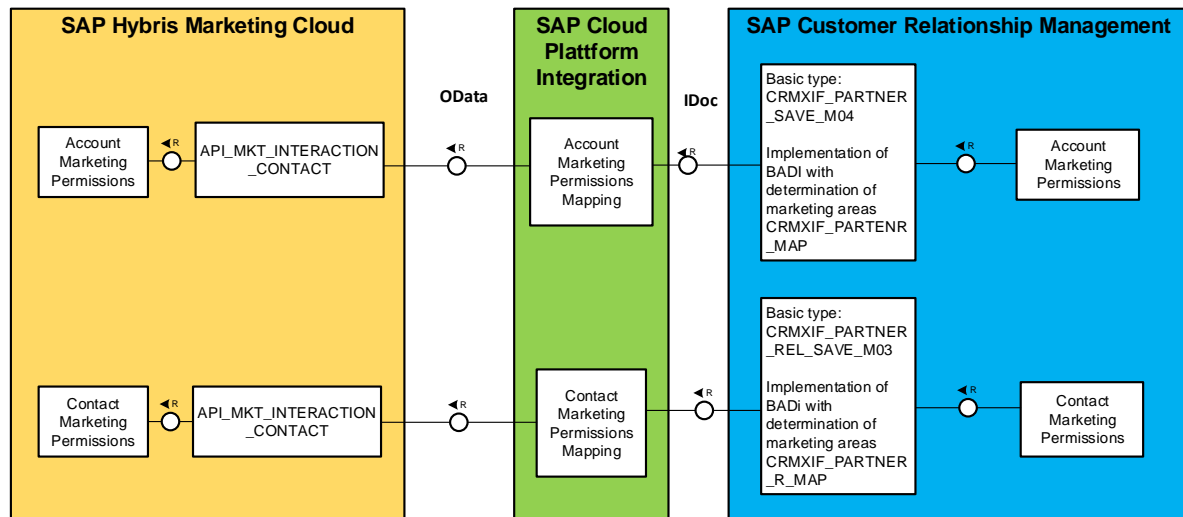 SAP Hybris Marketing Cloud
SAP Cloud
Plattform
Integration
SAP Customer Relationship Management
OData
IDoc
Account
Marketing
Permissions
R
API_MKT_INTERACTION
_CONTACT
R
Account
Marketing
Permissions
Mapping
R
Basic type:
CRMXIF_PARTNER
_SAVE_M04
Implementation of
BADI with
determination of
marketing areas
CRMXIF_PARTENR
_MAP
R
Account
Marketing
Permissions
Contact
Marketing
Permissions
R
API_MKT_INTERACTION
_CONTACT
R
Contact
Marketing
Permissions
Mapping
R
Basic type:
CRMXIF_PARTNER
_REL_SAVE_M03
Implementation of
BADi with
determination of
marketing areas
CRMXIF_PARTNER
_R_MAP
R
Contact
Marketing
Permissions